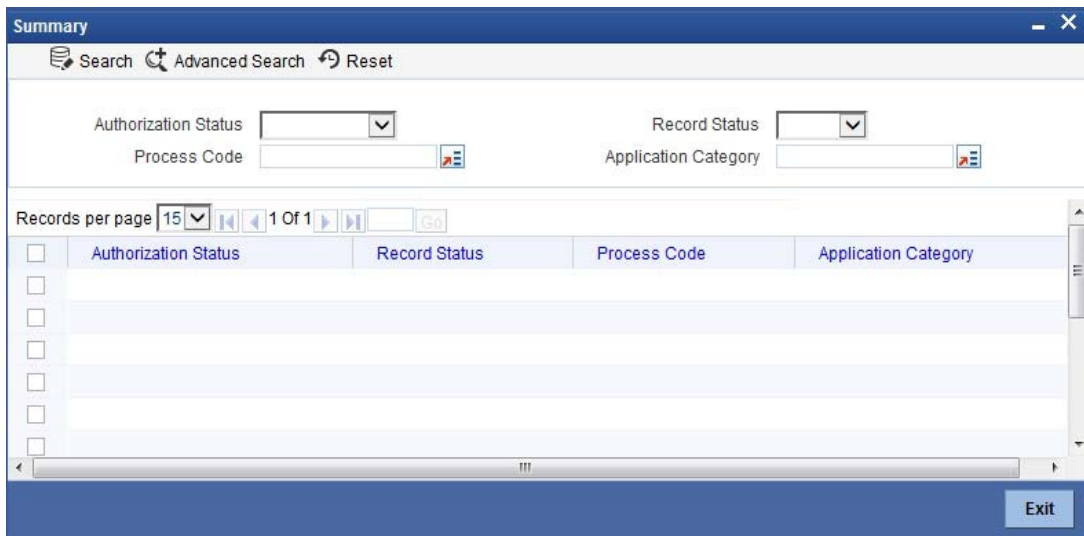 Summary
Search Advanced Search Reset
Authorization Status Record Status
Process Code Application Category
Records per page 15 1 Of 1 Go
Authorization Status Record Status Process Code Application Category
Exit